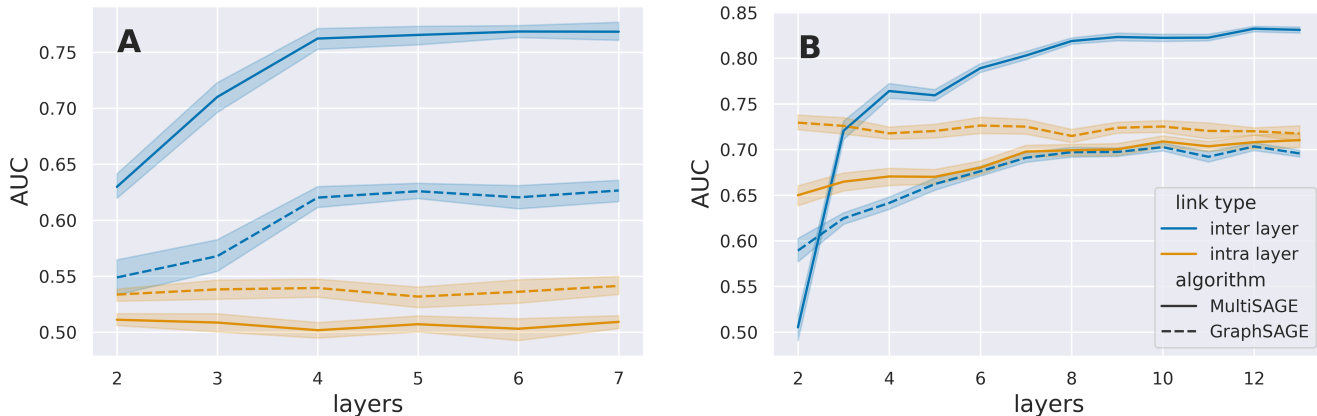 A
AUC
0.75
0.70
0.65
0.60
0.55
0.50
2 3 4 5 6 7
layers
B
AUC
0.85
0.80
0.75
0.70
0.65
0.60
0.55
0.50
2 4 6 8 10 12
layers
link type
inter layer
intra layer
algorithm
MultiSAGE
GraphSAGE